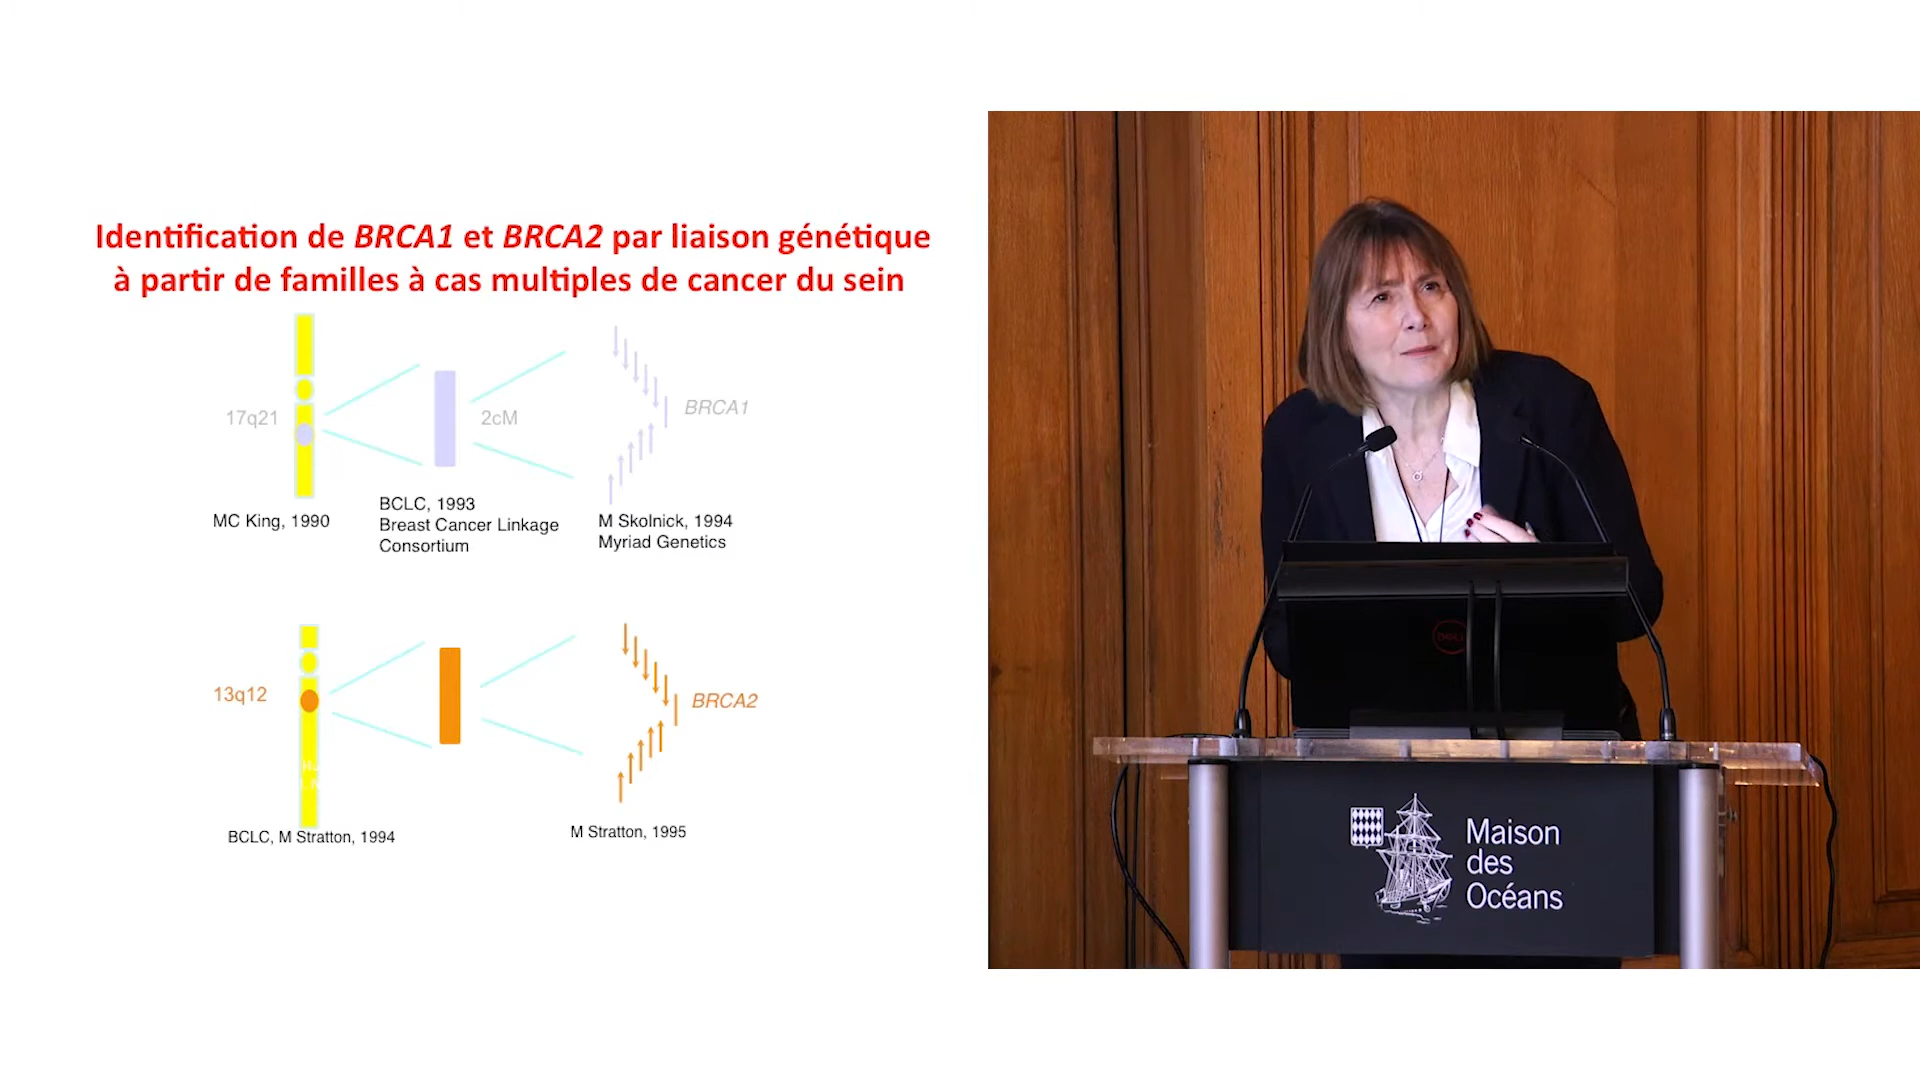 Identification de BRCA1 et BRCA2 par liaison génétique
à partir de familles à cas multiples de cancer du sein
17q21
2cM
BRCA1
MC King, 1990
BCLC, 1993
Breast Cancer Linkage
Consortium
M Skolnick, 1994
Myriad Genetics
13q12
BRCA2
BCLC, M Stratton, 1994
M Stratton, 1995
DELL
Maison
des
Océans